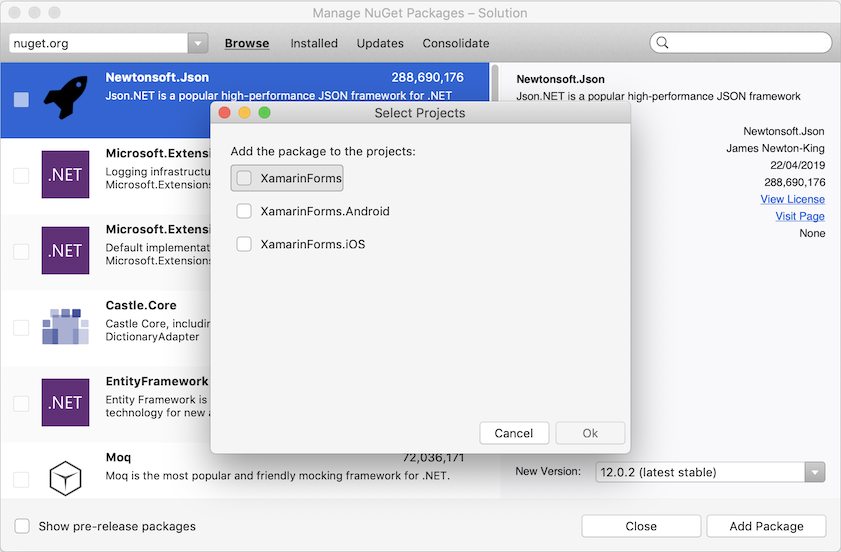 Manage NuGet Packages – Solution
nuget.org
Browse
Installed
Updates
Consolidate
Newtonsoft.Json
288,690,176
Json.NET is a popular high-performance JSON framework for .NET
.NET
Microsoft.Extensi
Logging infrastructu
Microsoft.Extensions
.NET
Microsoft.Extensi
Default implementat
Microsoft.Extensions
Castle.Core
Castle Core, includin
DictionaryAdapter
.NET
EntityFramework
Entity Framework is
technology for new a
Moq
72,036,171
Moq is the most popular and friendly mocking framework for .NET.
Select Projects
Add the package to the projects:
XamarinForms
XamarinForms.Android
XamarinForms.iOS
Cancel
Ok
Newtonsoft.Json
Json.NET is a popular high-performance JSON framework
Newtonsoft.Json
James Newton-King
22/04/2019
288,690,176
View License
Visit Page
None
New Version:
12.0.2 (latest stable)
Show pre-release packages
Close
Add Package